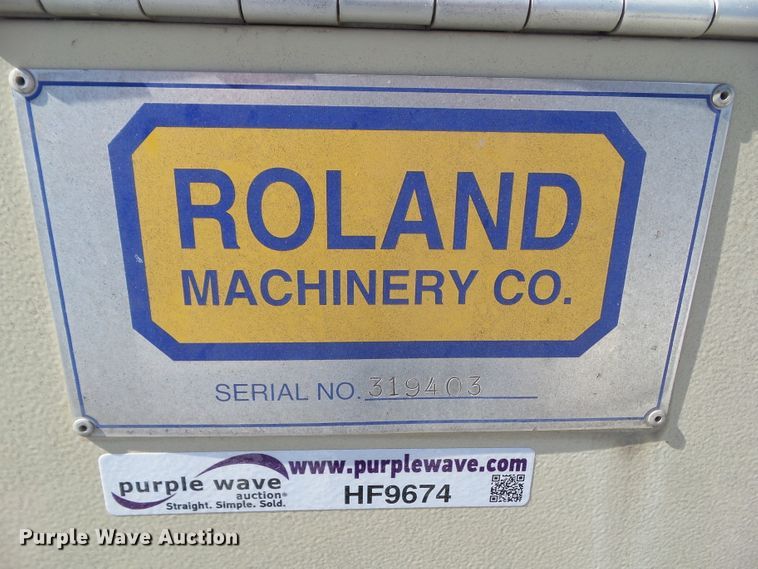 ROLAND
MACHINERY CO.
SERIAL NO. 319403
purple wave
auction®
Straight. Simple. Sold.
www.purplewave.com
HF9674
Purple Wave Auction